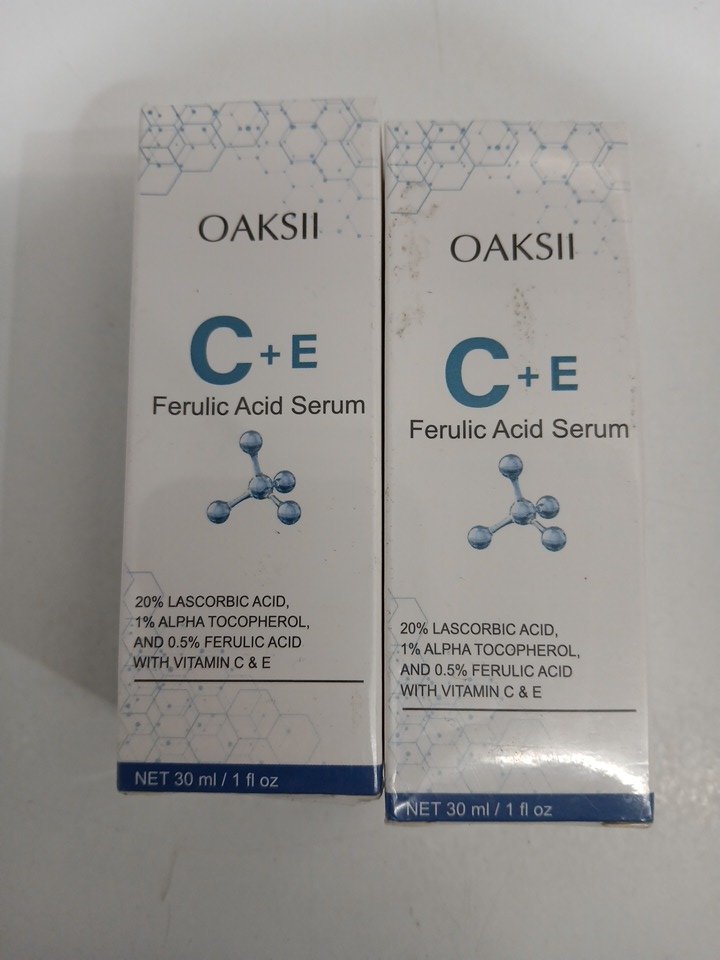 OAKSII
C + E
Ferulic Acid Serum
20% LASCORBIC ACID,
1% ALPHA TOCOPHEROL,
AND 0.5% FERULIC ACID
WITH VITAMIN C & E
NET 30 ml / 1 fl oz
OAKSII
C + E
Ferulic Acid Serum
20% LASCORBIC ACID,
1% ALPHA TOCOPHEROL,
AND 0.5% FERULIC ACID
WITH VITAMIN C & E
NET 30 ml / 1 fl oz